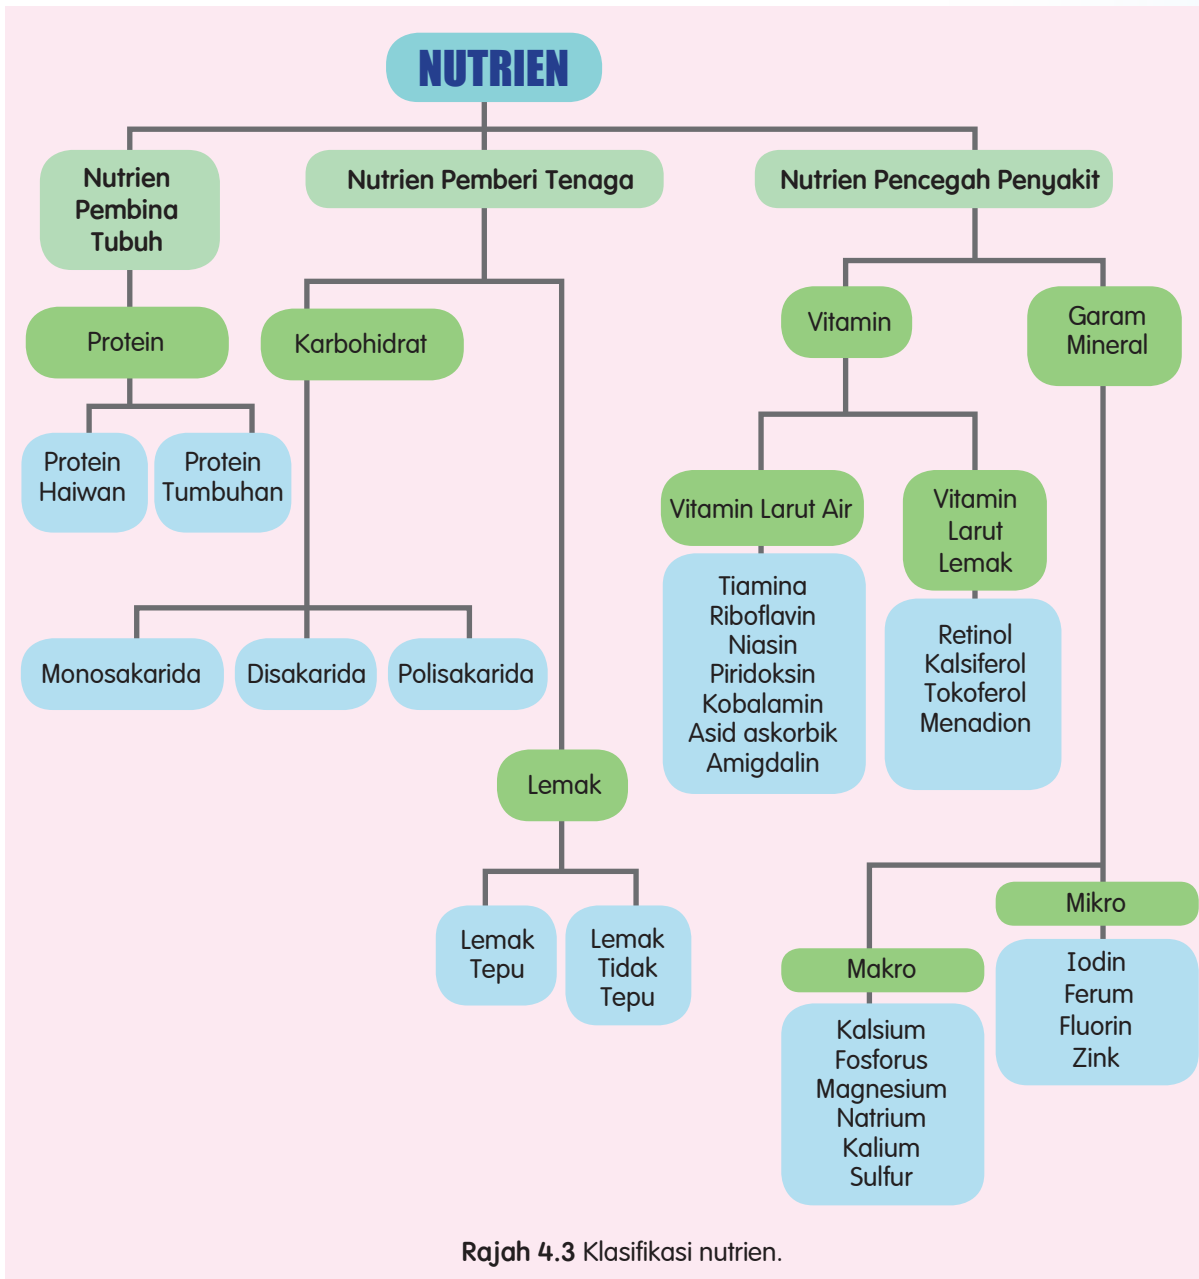 NUTRIEN
Nutrien
Pembina
Tubuh
Nutrien Pemberi Tenaga
Nutrien Pencegah Penyakit
Protein
Karbohidrat
Vitamin
Garam
Mineral
Protein
Haiwan
Protein
Tumbuhan
Vitamin Larut Air
Vitamin
Larut
Lemak
Tiamina
Riboflavin
Niasin
Piridoksin
Kobalamin
Asid askorbik
Amigdalin
Retinol
Kalsiferol
Tokoferol
Menadion
Monosakarida
Disakarida
Polisakarida
Lemak
Lemak
Tepu
Lemak
Tidak
Tepu
Makro
Kalsium
Fosforus
Magnesium
Natrium
Kalium
Sulfur
Mikro
Iodin
Ferum
Fluorin
Zink
Rajah 4.3 Klasifikasi nutrien.